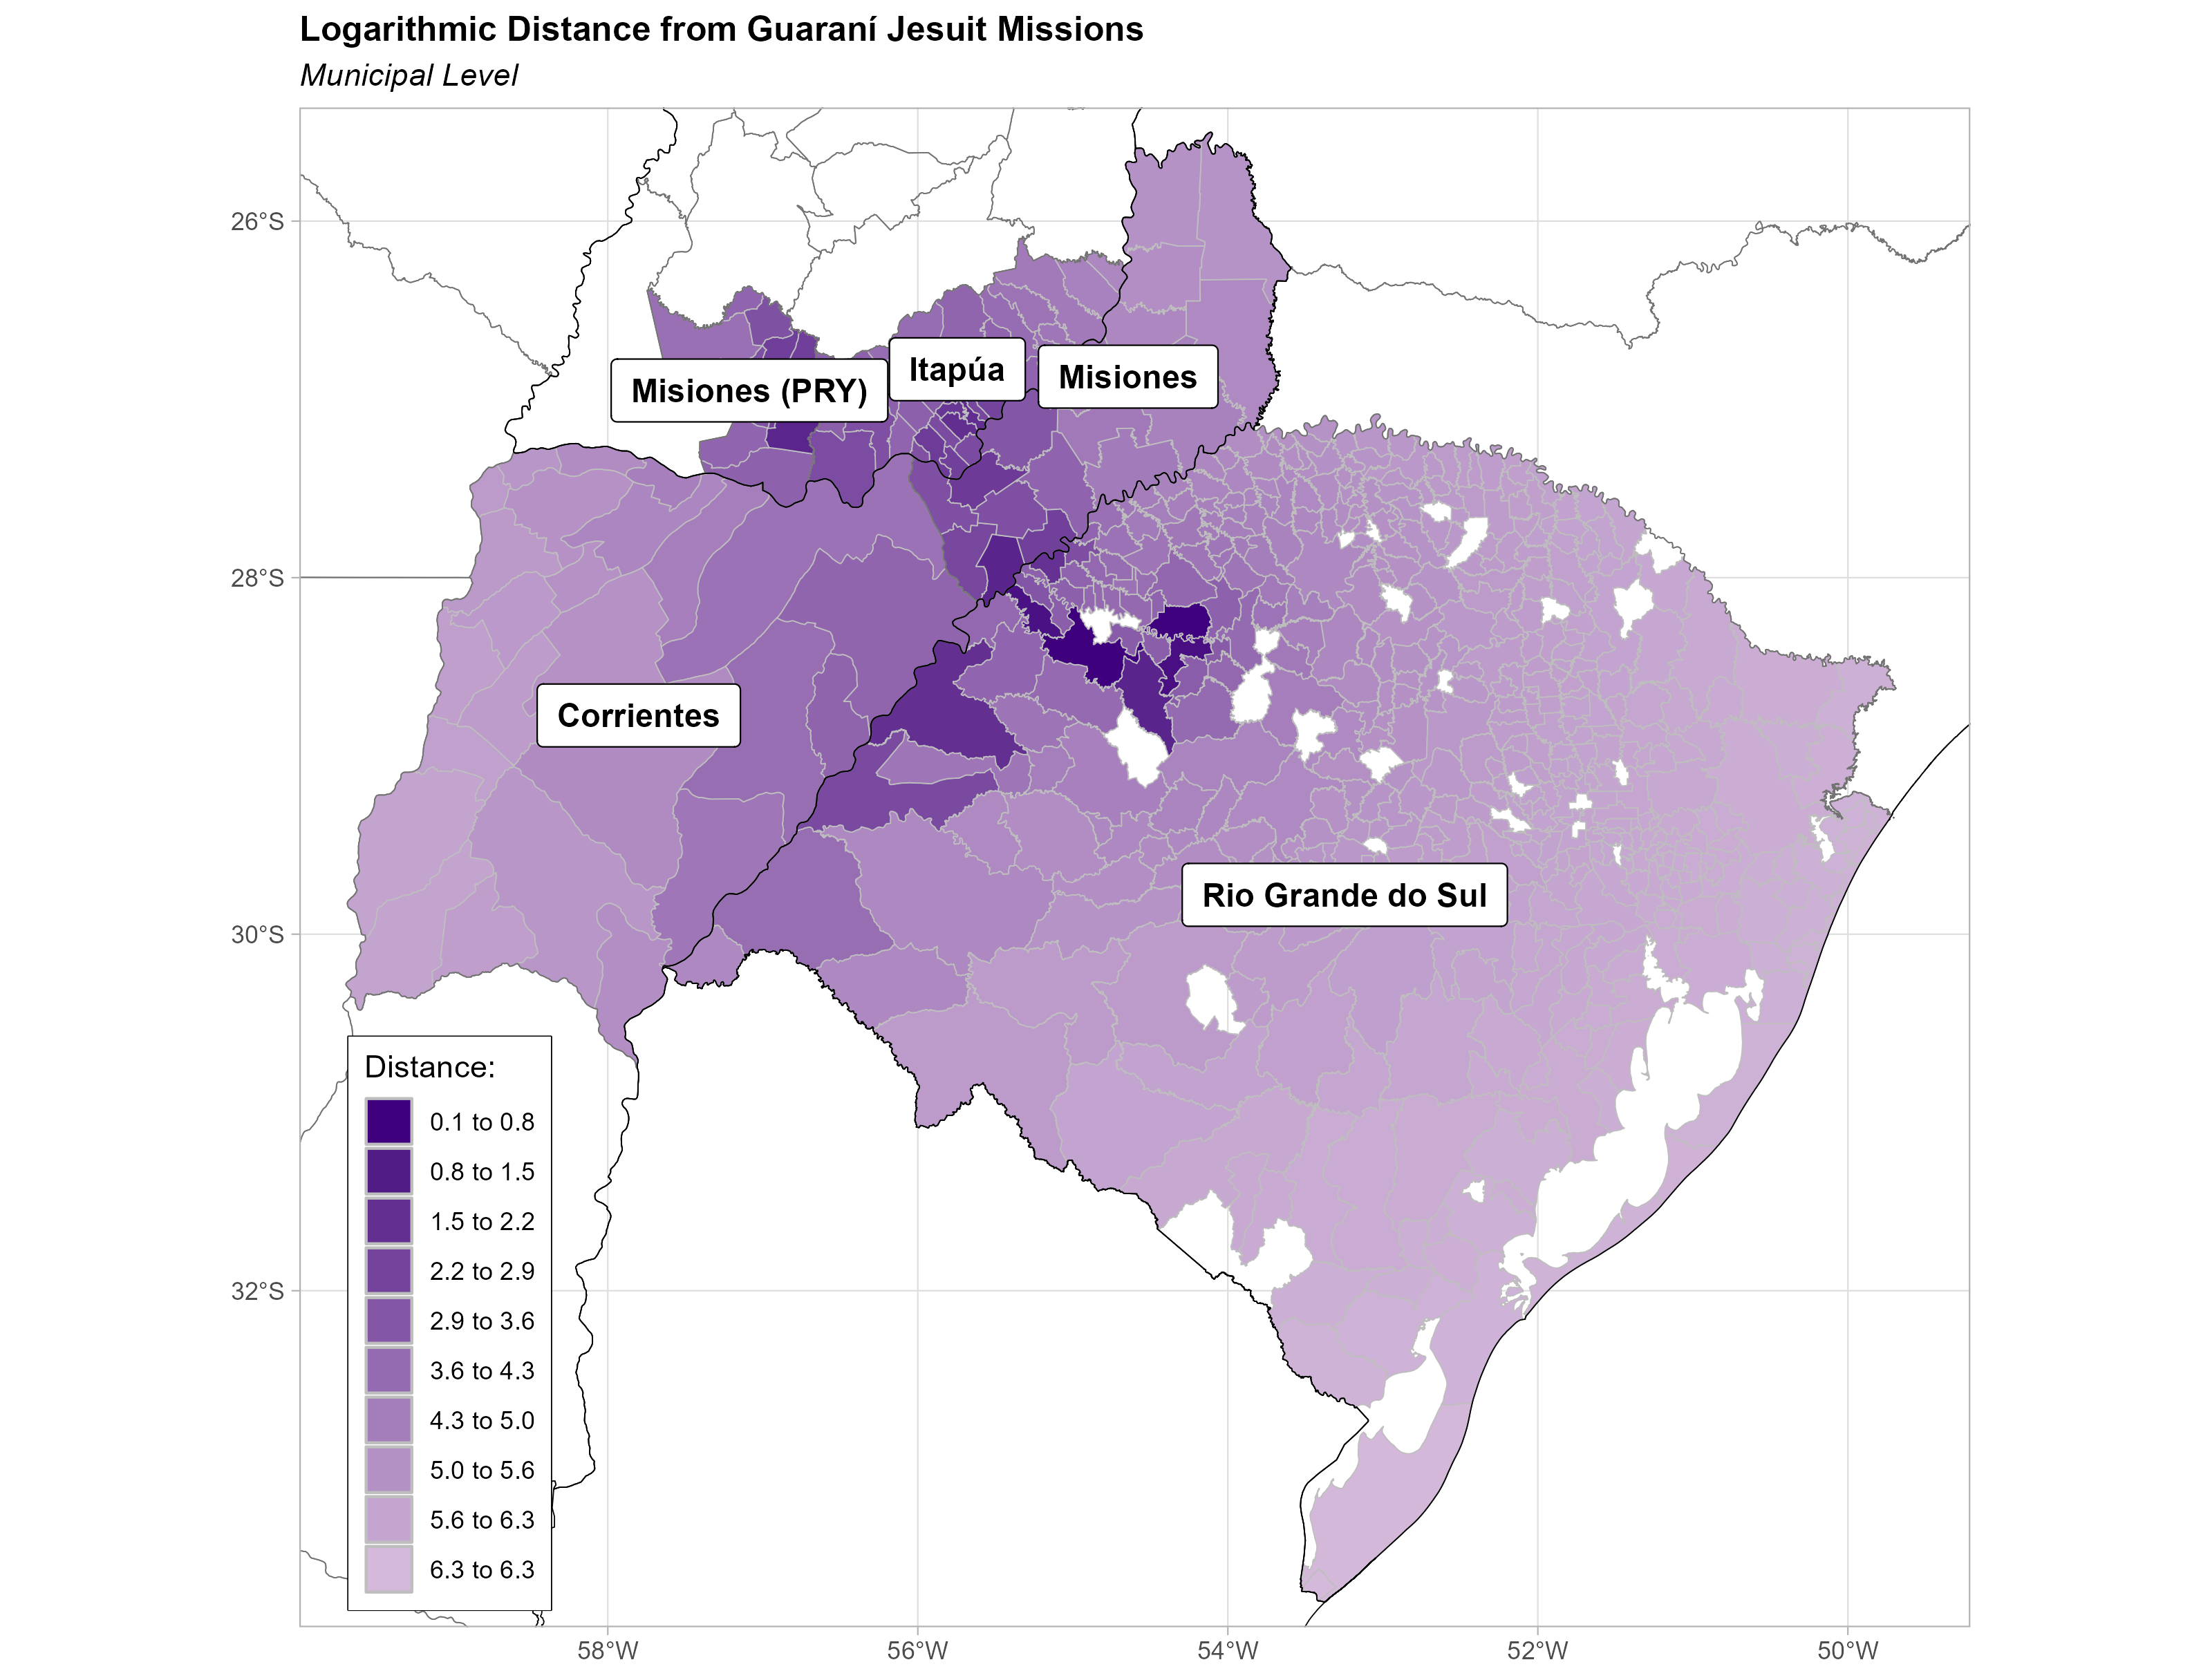 Logarithmic Distance from Guaraní Jesuit Missions
Municipal Level
26°S
28°S
30°S
32°S
Misiones (PRY)
Itapúa
Misiones
Corrientes
Rio Grande do Sul
Distance:
0.1 to 0.8
0.8 to 1.5
1.5 to 2.2
2.2 to 2.9
2.9 to 3.6
3.6 to 4.3
4.3 to 5.0
5.0 to 5.6
5.6 to 6.3
6.3 to 6.3
58°W
56°W
54°W
52°W
50°W